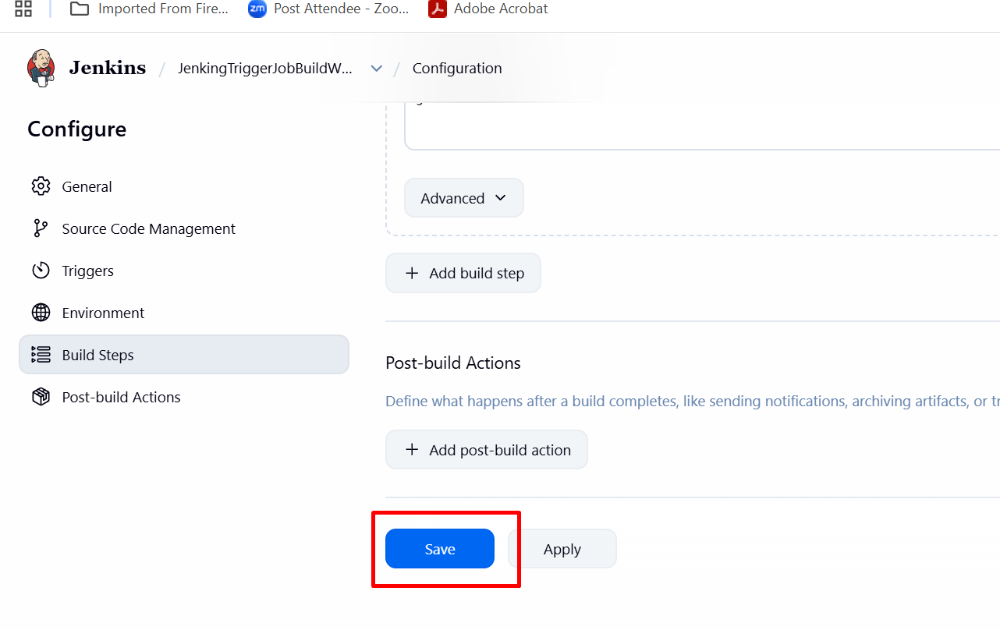 Imported From Fire... Post Attendee - Zoo... Adobe Acrobat
Jenkins / JenkingTriggerJobBuildW... / Configuration
Configure
General
Source Code Management
Triggers
Environment
Build Steps
Post-build Actions
Advanced
+ Add build step
Post-build Actions
Define what happens after a build completes, like sending notifications, archiving artifacts, or tr
+ Add post-build action
Save Apply